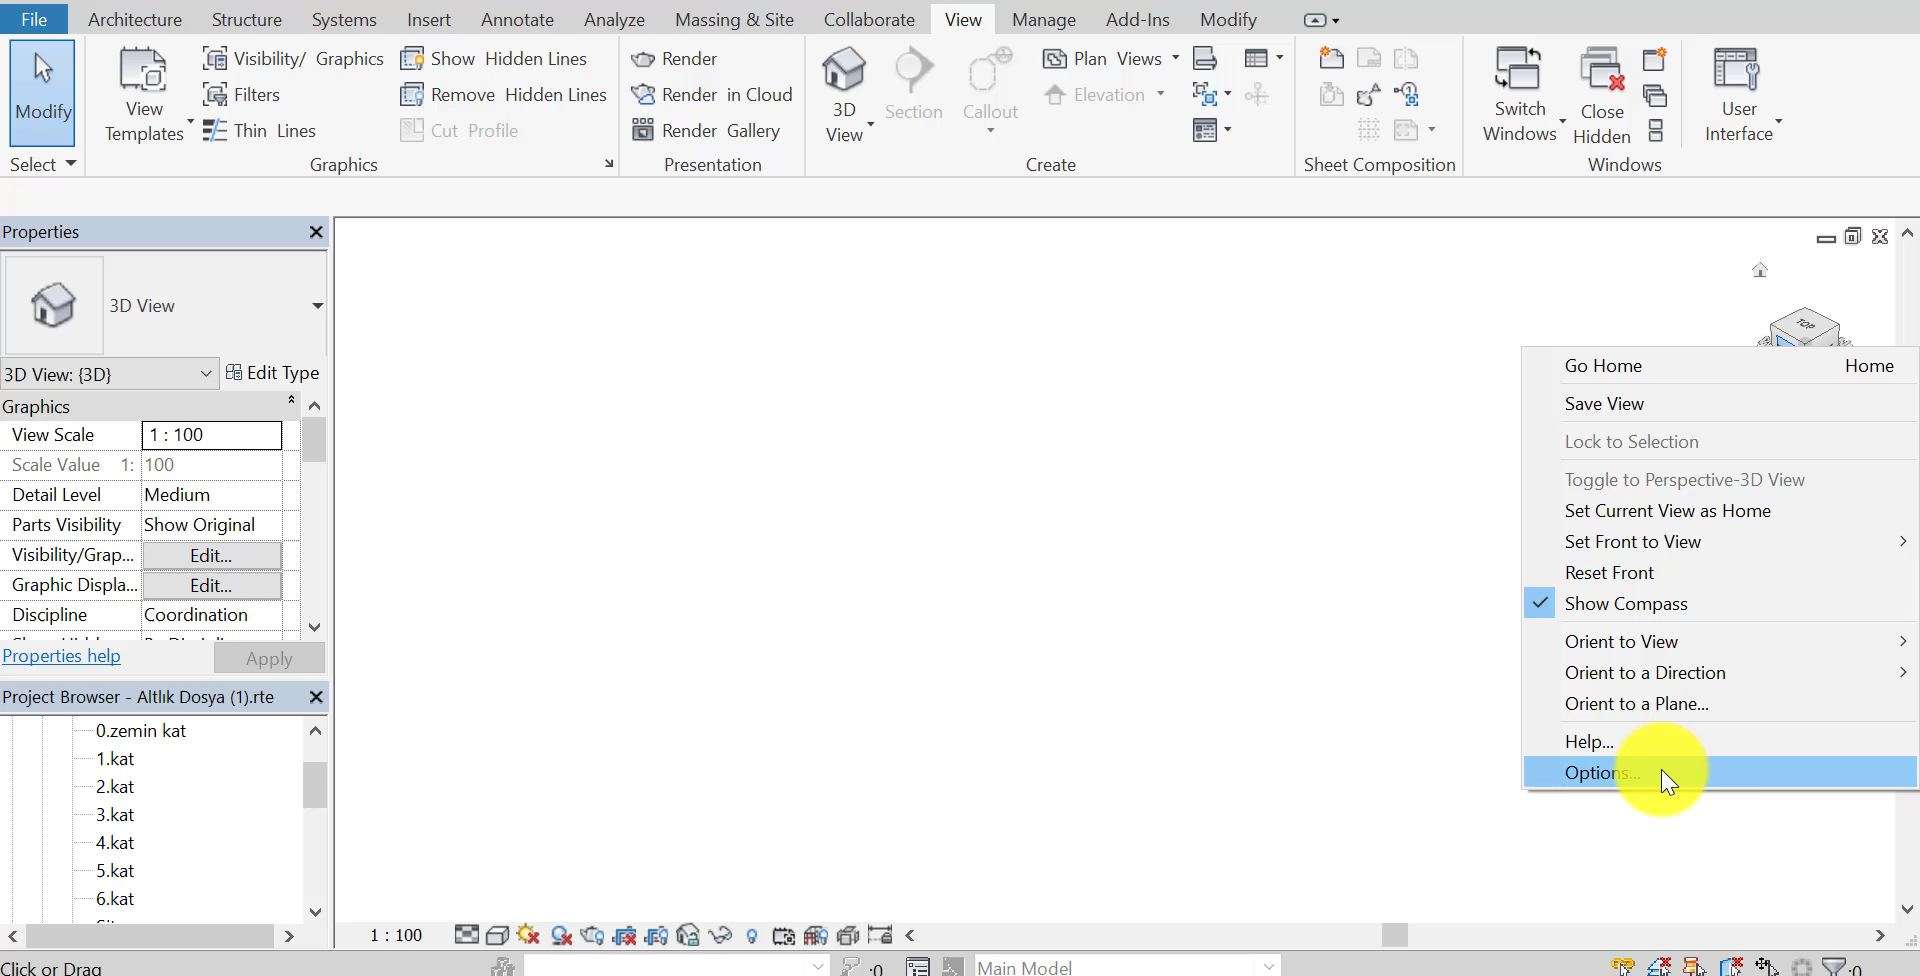 File Architecture Structure Systems Insert Annotate Analyze Massing & Site Collaborate View Manage Add-Ins Modify
Modify
Select
View
Templates
Visibility/ Graphics
Filters
Thin Lines
Show Hidden Lines
Remove Hidden Lines
Cut Profile
Graphics
Render
Render in Cloud
Render Gallery
Presentation
3D
View
Section
Callout
Plan Views
Elevation
Create
Sheet Composition
Switch
Windows
Close
Hidden
Windows
User
Interface
Properties
3D View
3D View: {3D}
Edit Type
Graphics
View Scale 1 : 100
Scale Value 1: 100
Detail Level Medium
Parts Visibility Show Original
Visibility/Grap... Edit...
Graphic Displa... Edit...
Discipline Coordination
Properties help Apply
Project Browser - Altlık Dosya (1).rte
0.zemin kat
1.kat
2.kat
3.kat
4.kat
5.kat
6.kat
TOP
Go Home Home
Save View
Lock to Selection
Toggle to Perspective-3D View
Set Current View as Home
Set Front to View
Reset Front
Show Compass
Orient to View
Orient to a Direction
Orient to a Plane...
Help...
Options...
1 : 100
Click or Drag
:0
Main Model
:0